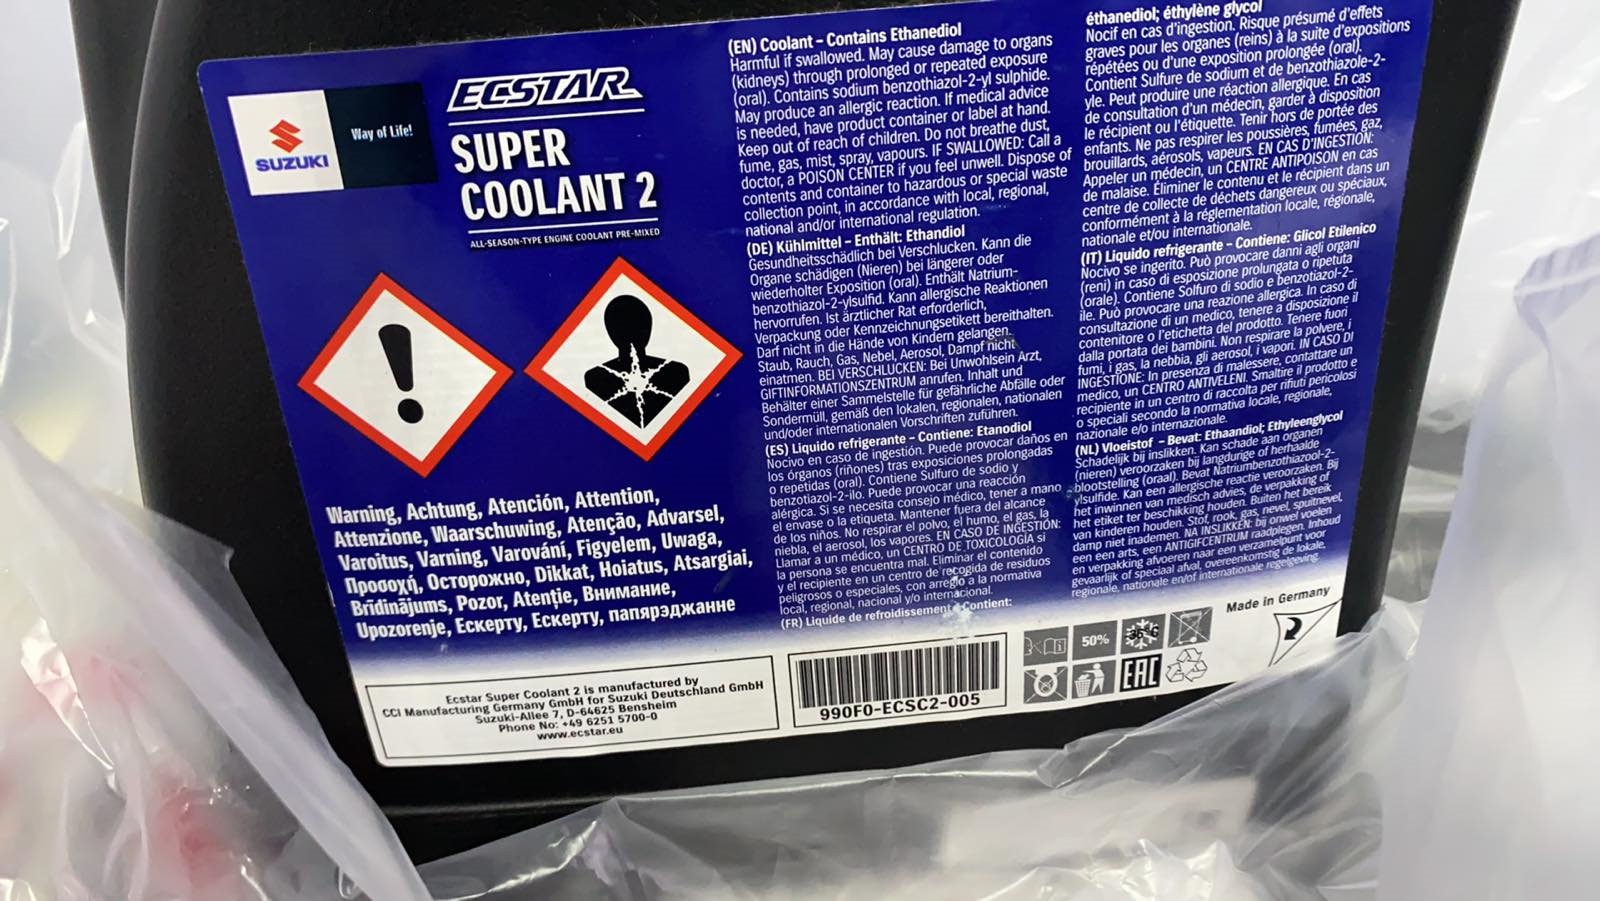 SUZUKI
Way of Life!
ECSTAR
SUPER
COOLANT 2
ALL-SEASON-TYPE ENGINE COOLANT PRE-MIXED
Warning, Achtung, Atención, Attention,
Attenzione, Waarschuwing, Atenção, Advarsel,
Varoitus, Varning, Varování, Figyelem, Uwaga,
Προσοχή, Осторожно, Dikkat, Hoiatus, Atsargiai,
Brīdinājums, Pozor, Atenție, Внимание,
Upozorenje, Ескерту, Ескерту, папярэджанне
(EN) Coolant – Contains Ethanediol
Harmful if swallowed. May cause damage to organs
(kidneys) through prolonged or repeated exposure
(oral). Contains sodium benzothiazol-2-yl sulphide.
May produce an allergic reaction. If medical advice
is needed, have product container or label at hand.
Keep out of reach of children. Do not breathe dust,
fume, gas, mist, spray, vapours. IF SWALLOWED: Call a
doctor, a POISON CENTER if you feel unwell. Dispose of
contents and container to hazardous or special waste
collection point, in accordance with local, regional,
national and/or international regulation.
(DE) Kühlmittel – Enthält: Ethandiol
Gesundheitsschädlich bei Verschlucken. Kann die
Organe schädigen (Nieren) bei längerer oder
wiederholter Exposition (oral). Enthält Natrium-
benzothiazol-2-ylsulfid. Kann allergische Reaktionen
hervorrufen. Ist ärztlicher Rat erforderlich,
Verpackung oder Kennzeichnungsetikett bereithalten.
Darf nicht in die Hände von Kindern gelangen.
Staub, Rauch, Gas, Nebel, Aerosol, Dampf nicht
einatmen. BEI VERSCHLUCKEN: Bei Unwohlsein Arzt,
GIFTINFORMATIONSZENTRUM anrufen. Inhalt und
Behälter einer Sammelstelle für gefährliche Abfälle oder
Sondermüll, gemäß den lokalen, regionalen, nationalen
und/oder internationalen Vorschriften zuführen.
(ES) Liquido refrigerante – Contiene: Etanodiol
Nocivo en caso de ingestión. Puede provocar daños en
los órganos (riñones) tras exposiciones prolongadas
o repetidas (oral). Contiene Sulfuro de sodio y
benzotiazol-2-ilo. Puede provocar una reacción
alérgica. Si se necesita consejo médico, tener a mano
el envase o la etiqueta. Mantener fuera del alcance
de los niños. No respirar el polvo, el humo, el gas, la
niebla, el aerosol, los vapores. EN CASO DE INGESTIÓN:
Llamar a un médico, un CENTRO DE TOXICOLOGÍA si
la persona se encuentra mal. Eliminar el contenido
y el recipiente en un centro de recogida de residuos
peligrosos o especiales, con arreglo a la normativa
local, regional, nacional y/o internacional.
(FR) Liquide de refroidissement – Contient:
éthanediol; éthylène glycol
Nocif en cas d'ingestion. Risque présumé d'effets
graves pour les organes (reins) à la suite d'expositions
répétées ou d'une exposition prolongée (oral).
Contient Sulfure de sodium et de benzothiazole-2-
yle. Peut produire une réaction allergique. En cas
de consultation d'un médecin, garder à disposition
le récipient ou l'étiquette. Tenir hors de portée des
enfants. Ne pas respirer les poussières, fumées, gaz,
brouillards, aérosols, vapeurs. EN CAS D'INGESTION:
Appeler un médecin, un CENTRE ANTIPOISON en cas
de malaise. Éliminer le contenu et le récipient dans un
centre de collecte de déchets dangereux ou spéciaux,
conformément à la réglementation locale, régionale,
nationale et/ou internationale.
(IT) Liquido refrigerante – Contiene: Glicol Etilenico
Nocivo se ingerito. Può provocare danni agli organi
(reni) in caso di esposizione prolungata o ripetuta
(orale). Contiene Solfuro di sodio e benzotiazol-2-
ile. Può provocare una reazione allergica. In caso di
consultazione di un medico, tenere a disposizione il
contenitore o l'etichetta del prodotto. Tenere fuori
dalla portata dei bambini. Non respirare la polvere, i
fumi, i gas, la nebbia, gli aerosol, i vapori. IN CASO DI
INGESTIONE: In presenza di malessere, contattare un
medico, un CENTRO ANTIVELENI. Smaltire il prodotto e
recipiente in un centro di raccolta per rifiuti pericolosi
o speciali secondo la normativa locale, regionale,
nazionale e/o internazionale.
(NL) Vloeistof – Bevat: Ethaandiol; Ethyleenglycol
Schadelijk bij inslikken. Kan schade aan organen
(nieren) veroorzaken bij langdurige of herhaalde
blootstelling (oraal). Bevat Natriumbenzothiazool-2-
ylsulfide. Kan een allergische reactie veroorzaken. Bij
het inwinnen van medisch advies, de verpakking of
het etiket ter beschikking houden. Buiten het bereik
van kinderen houden. Stof, rook, gas, nevel, spuitnevel,
damp niet inademen. NA INSLIKKEN: bij onwel voelen
een een arts, een ANTIGIFCENTRUM raadplegen. Inhoud
en verpakking afvoeren naar een verzamelpunt voor
gevaarlijk of speciaal afval, overeenkomstig de lokale,
regionale, nationale en/of internationale regelgeving.
Ecstar Super Coolant 2 is manufactured by
CCI Manufacturing Germany GmbH for Suzuki Deutschland GmbH
Suzuki-Allee 7, D-64625 Bensheim
Phone No: +49 6251 5700-0
www.ecstar.eu
990F0-ECSC2-005
50%
-36°C
EAC
Made in Germany